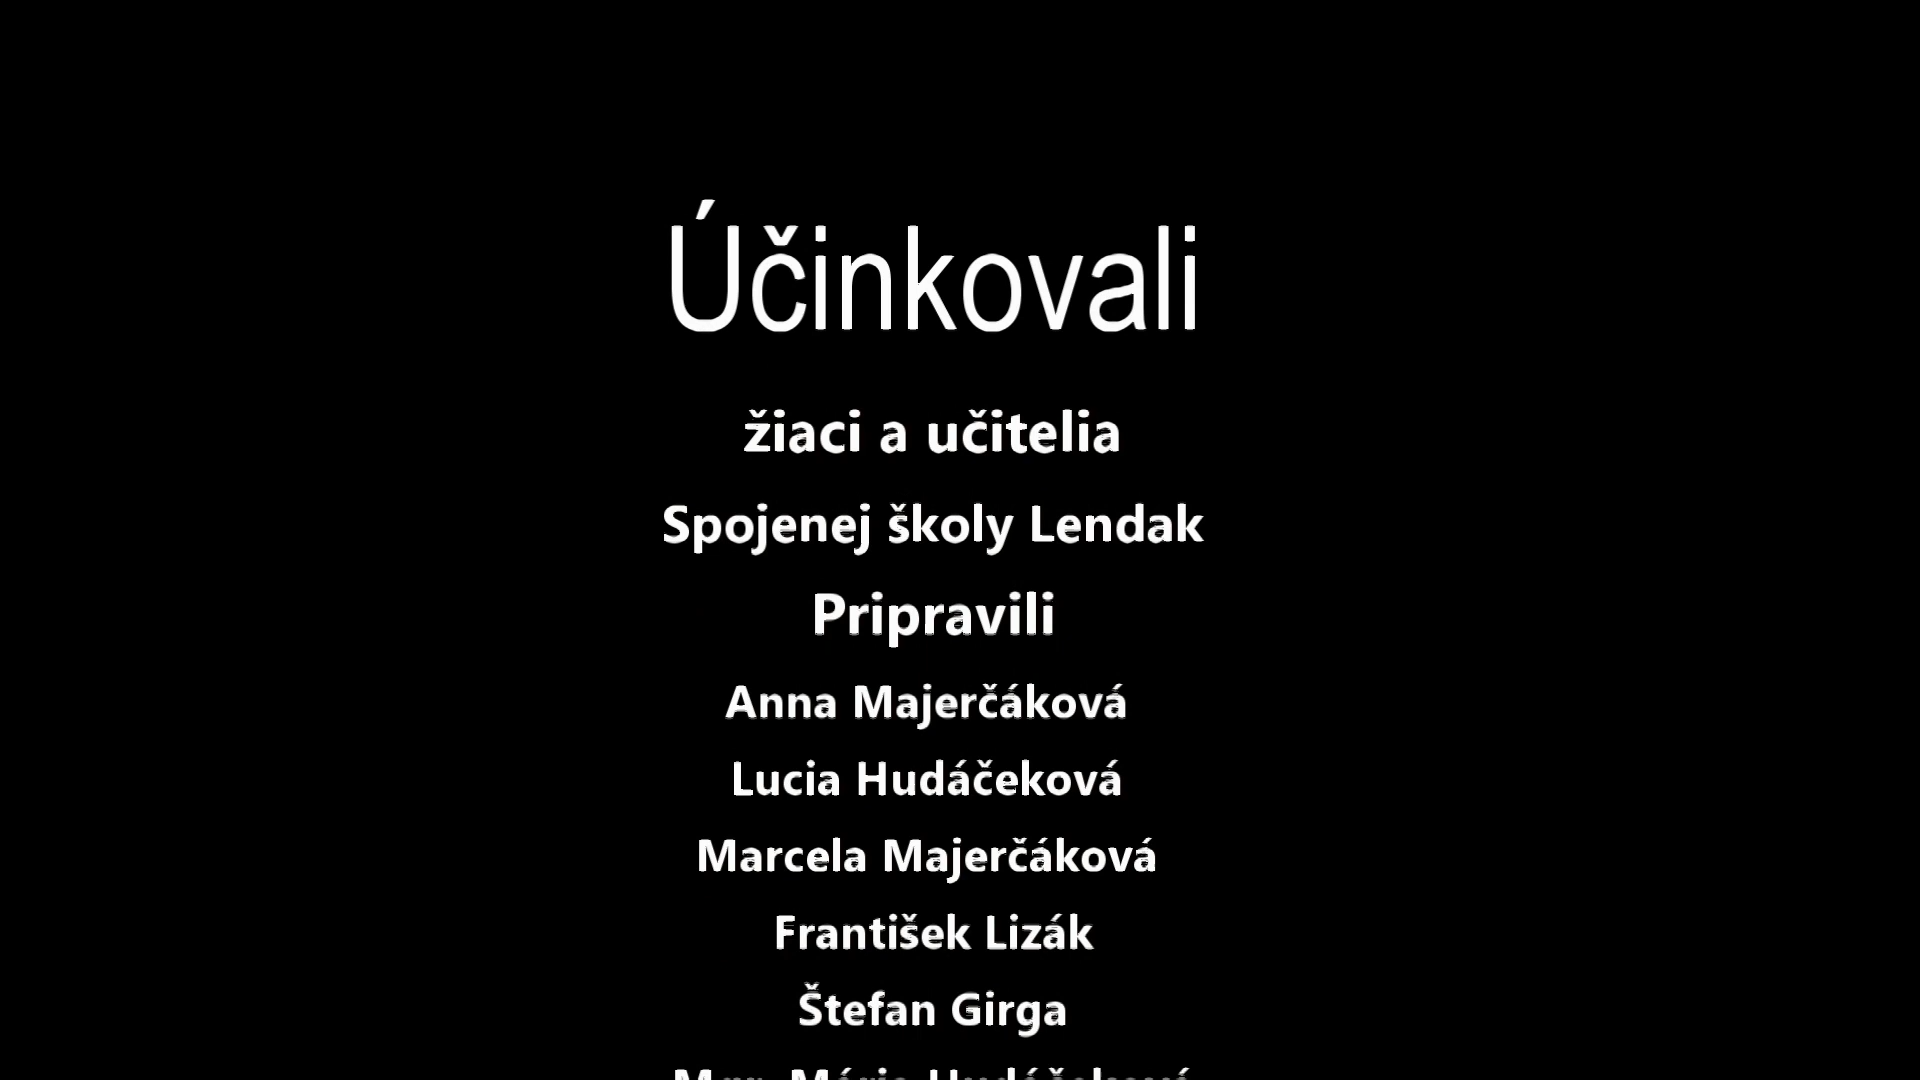 Účinkovali
žiaci a učitelia
Spojenej školy Lendak
Pripravili
Anna Majerčáková
Lucia Hudáčeková
Marcela Majerčáková
František Lizák
Štefan Girga